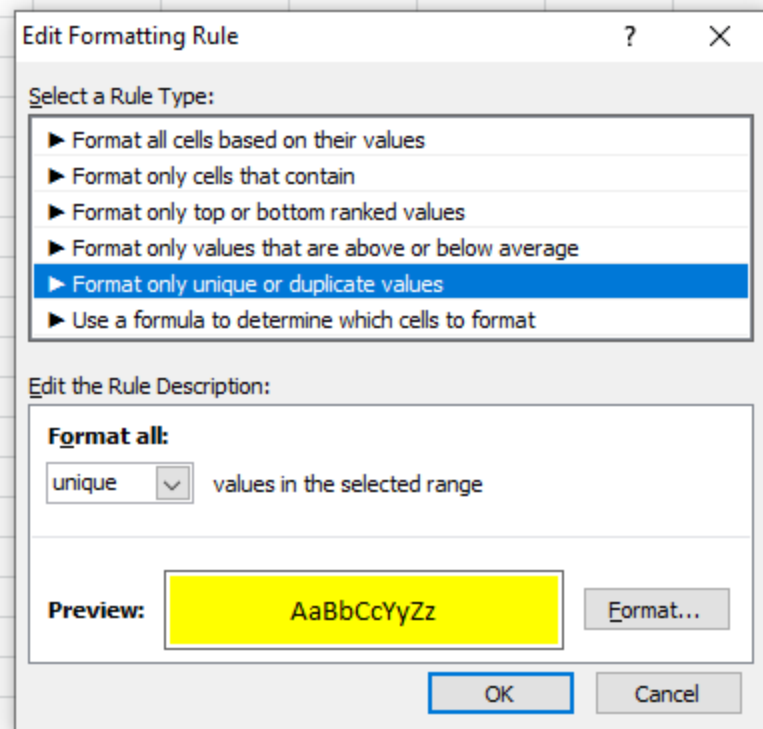 Edit Formatting Rule ?
Select a Rule Type:
► Format all cells based on their values
► Format only cells that contain
► Format only top or bottom ranked values
► Format only values that are above or below average
► Format only unique or duplicate values
► Use a formula to determine which cells to format
Edit the Rule Description:
Format all:
unique values in the selected range
Preview: AaBbCcYyZz Format...
OK Cancel